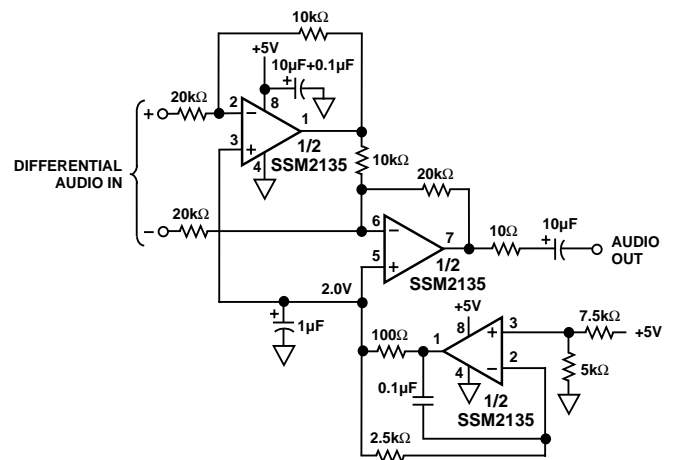 10kΩ
+5V
10µF+0.1µF
+
20kΩ
+
2
−
8
1
3
+
4
1/2
SSM2135
10kΩ
20kΩ
DIFFERENTIAL
AUDIO IN
20kΩ
−
6
−
7
10Ω
10µF
+
AUDIO
OUT
5
+
1/2
SSM2135
2.0V
+
1µF
+5V
100Ω
1
8
3
+
7.5kΩ
+5V
2
−
4
5kΩ
0.1µF
1/2
SSM2135
2.5kΩ